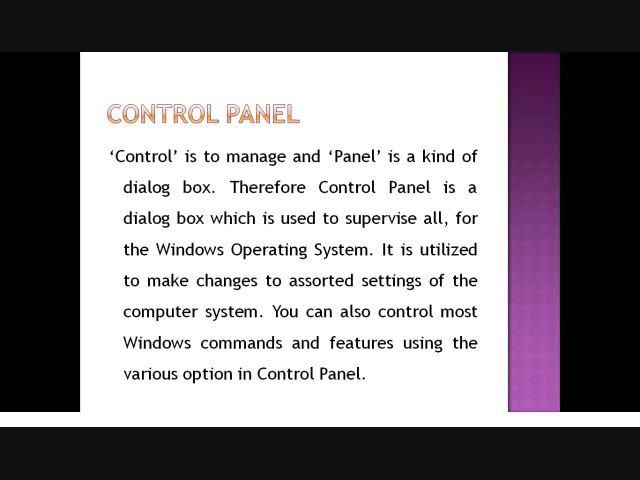 CONTROL PANEL
‘Control’ is to manage and ‘Panel’ is a kind of
dialog box. Therefore Control Panel is a
dialog box which is used to supervise all, for
the Windows Operating System. It is utilized
to make changes to assorted settings of the
computer system. You can also control most
Windows commands and features using the
various option in Control Panel.